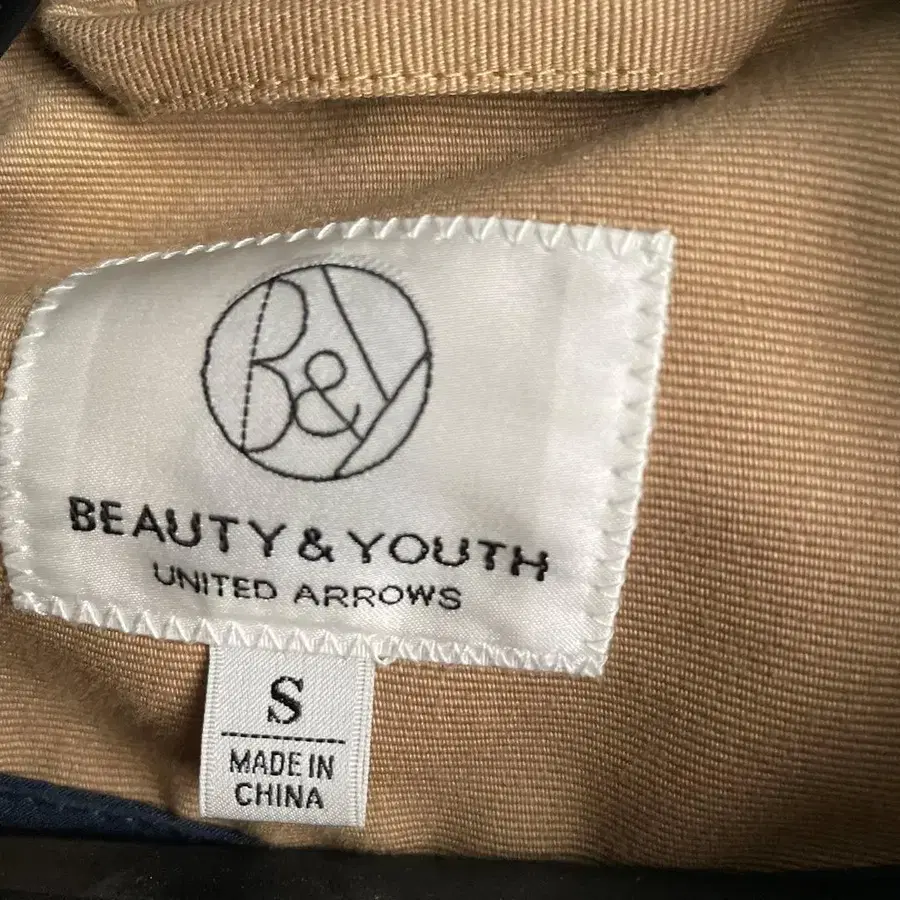 B&Y
BEAUTY & YOUTH
UNITED ARROWS
S
MADE IN
CHINA